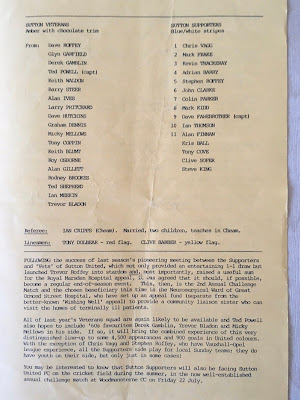 SUTTON VETERANS
Amber with chocolate trim
From: Dave ROFFEY
Glyn CANFIELD
Derek GAMBLIN
Ted POWELL (capt)
Keith WALDON
Barry STEER
Alan IVES
Larry PRITCHARD
Dave HUTCHINS
Graham DENNIS
Micky MELLOWS
Tony COPPIN
Keith BLUNT
Roy OSBORNE
Alan GILLETT
Rodney BROOKES
Ted SHEPHERD
Ian MEEKIN
Trevor BLADON
SUTTON SUPPORTERS
Blue/white stripes
1 Chris VAGG
2 Mark FRAKE
3 Kevin TRACKERAY
4 Adrian BARRY
5 Stephen ROFFEY
6 John CLARKE
7 Colin PARKER
8 Mark KIDD
9 Dave FAREBROTHER (capt)
10 Ian THOMSON
11 Alan FINNAN
Kris BALL
Tony COVE
Clive SOPER
Steve KING
Referee: IAN CRIPPS (Cheam). Married, two children, teaches in Cheam.
Linesmen: TONY DOLBEAR - red flag. CLIVE BARBER - yellow flag.
FOLLOWING the success of last season's pioneering meeting between the Supporters
and 'Vets' of Sutton United, which not only provided an entertaining 1-1 draw but
launched Trevor Roffey into stardom and, most importantly, raised a useful sum
for the Royal Marsden Hospital appeal, it was agreed that it should, if possible,
become a regular end-of-season event. This, then, is the 2nd Annual Challenge
Match and the chosen beneficiary this time is the Neurosurgical Ward of Great
Ormond Street Hospital, who have set up an appeal fund (separate from the
better-known 'Wishing Well' appeal) to provide a community liaison sister who can
visit the homes of terminally ill patients.
All of last year's Veterans squad are again likely to be available and Ted Powell
also hopes to include '60s favourites Derek Gamblin, Trevor Bladon and Micky
Mellows in his side. If so, it will bring the combined experience of this very
distinguished line-up to some 4,500 appearances and 900 goals in United colours.
With the exception of Chris Vagg and Stephen Roffey, who have Vauxhall-Opel
League experience, all the Supporters side play for local Sunday teams: they do
have youth on their side, but only just in some cases!
You may be interested to know that Sutton Supporters will also be facing Sutton
United FC on the cricket field during the summer, in the now well-established
annual challenge match at Woodmansterne CC on Friday 22 July.